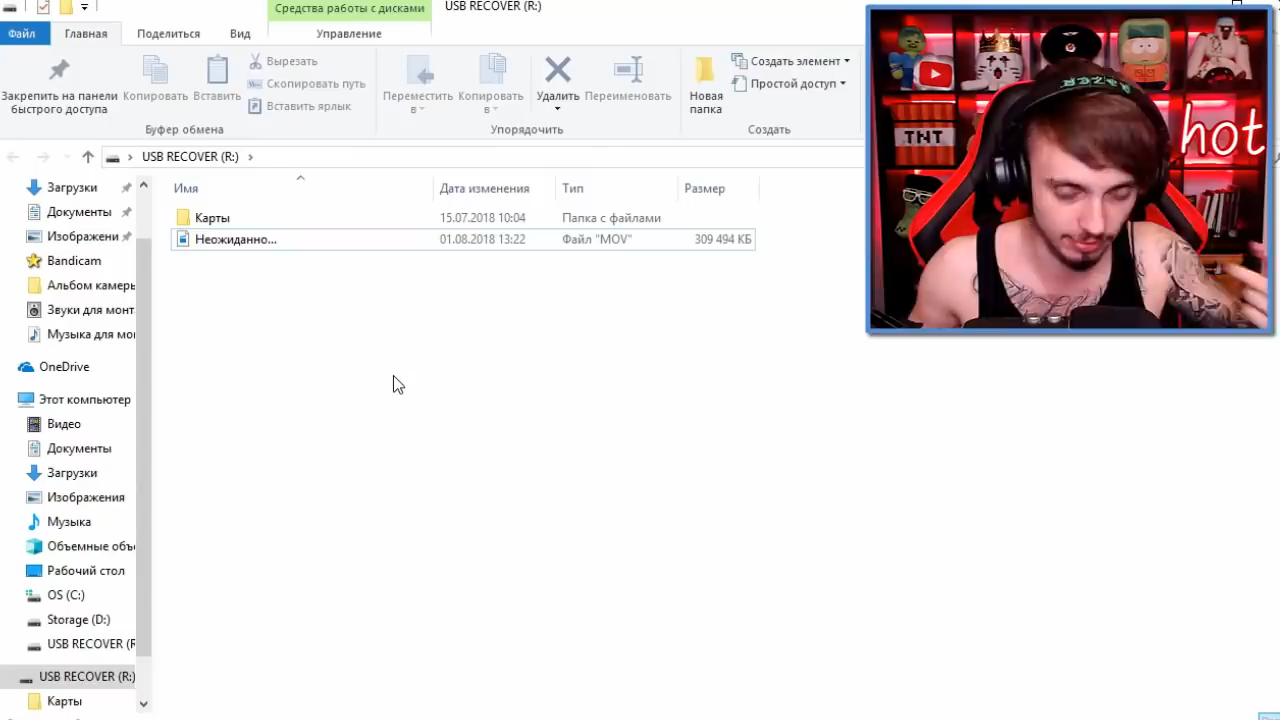 Средства работы с дисками
USB RECOVER (R:)
Файл
Главная
Поделиться
Вид
Управление
Закрепить на панели
быстрого доступа
Копировать
Вставить
Вырезать
Скопировать путь
Вставить ярлык
Буфер обмена
Переместить
в
Копировать
в
Удалить
Переименовать
Упорядочить
Новая
папка
Создать элемент
Простой доступ
Создать
USB RECOVER (R:)
Имя
Дата изменения
Тип
Размер
Карты
15.07.2018 10:04
Папка с файлами
Неожиданно...
01.08.2018 13:22
Файл "MOV"
309 494 КБ
Загрузки
Документы
Изображени
Bandicam
Альбом камеры
Звуки для монт
Музыка для мо
OneDrive
Этот компьютер
Видео
Документы
Загрузки
Изображения
Музыка
Объемные объ
Рабочий стол
OS (C:)
Storage (D:)
USB RECOVER (R
USB RECOVER (R:)
Карты
TNT
hot